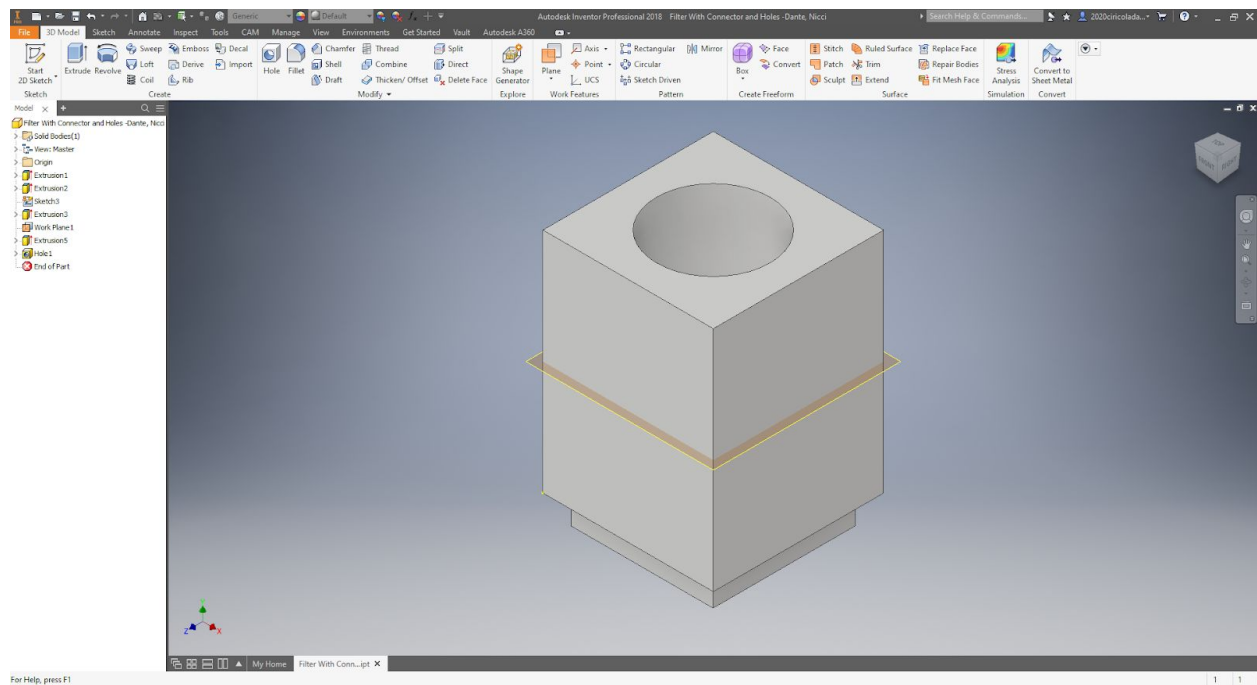 Generic
Default
Autodesk Inventor Professional 2018 Filter With Connector and Holes -Dante, Nicci
Search Help & Commands...
2020ciricolada...
File 3D Model Sketch Annotate Inspect Tools CAM Manage View Environments Get Started Vault Autodesk A360
Sweep Emboss Decal Chamfer Thread Split Axis Rectangular Mirror Face Stitch Ruled Surface Replace Face
Loft Derive Import Shell Combine Direct Point Circular Convert Patch Trim Repair Bodies
Start 2D Sketch Extrude Revolve Coil Rib Hole Fillet Draft Thicken/ Offset Delete Face Shape Generator Plane UCS Sketch Driven Box Sculpt Extend Fit Mesh Face Stress Analysis Convert to Sheet Metal
Sketch Create Modify Explore Work Features Pattern Create Freeform Surface Simulation Convert
Model
Filter With Connector and Holes -Dante, Nico
Solid Bodies(1)
View: Master
Origin
Extrusion1
Extrusion2
Sketch3
Extrusion3
Work Plane1
Extrusion5
Hole1
End of Part
FRONT RIGHT
Y
Z X
My Home Filter With Conn...ipt X
For Help, press F1 1 1